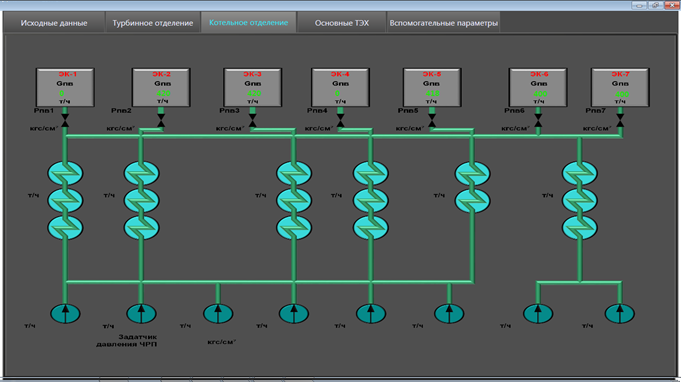 Исходные данные
Турбинное отделение
Котельное отделение
Основные ТЭХ
Вспомогательные параметры
ЭК-1
ЭК-2
ЭК-3
ЭК-4
ЭК-5
ЭК-6
ЭК-7
Gпв
Gпв
Gпв
Gпв
Gпв
Gпв
Gпв
т/ч
т/ч
т/ч
т/ч
т/ч
т/ч
т/ч
Рпв1
Рпв2
Рпв3
Рпв4
Рпв5
Рпв6
Рпв7
кгс/см²
кгс/см²
кгс/см²
кгс/см²
кгс/см²
кгс/см²
кгс/см²
т/ч
т/ч
т/ч
т/ч
т/ч
т/ч
т/ч
т/ч
т/ч
т/ч
т/ч
т/ч
т/ч
т/ч
Задатчик
давления ЧРП
кгс/см²